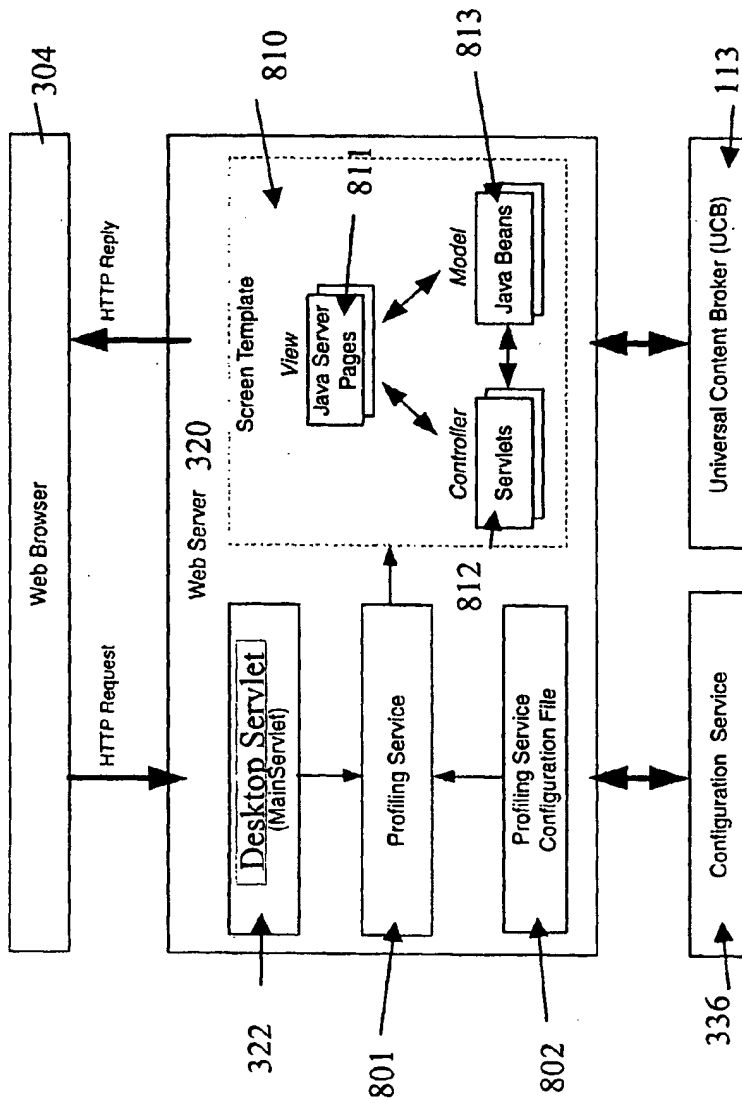 304
Web Browser
HTTP Request
HTTP Reply
Web Server 320
322
Desktop Servlet
(MainServlet)
801
Profiling Service
802
Profiling Service
Configuration File
Screen Template
810
View
811
Java Server
Pages
Controller
Servlets
812
Model
Java Beans
813
336
Configuration Service
Universal Content Broker (UCB)
113